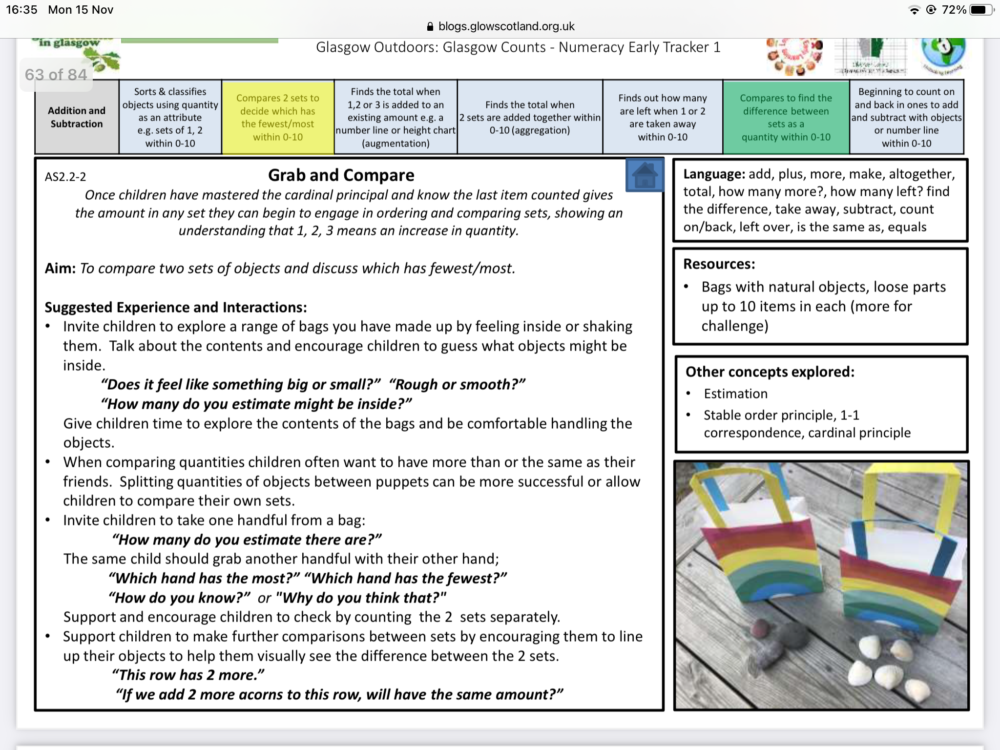 16:35 Mon 15 Nov
72%
blogs.glowscotland.org.uk
in glasgow
Glasgow Outdoors: Glasgow Counts - Numeracy Early Tracker 1
63 of 84
Addition and
Subtraction
Sorts & classifies
objects using quantity
as an attribute
e.g. sets of 1, 2
within 0-10
Compares 2 sets to
decide which has
the fewest/most
within 0-10
Finds the total when
1,2 or 3 is added to an
existing amount e.g. a
number line or height chart
(augmentation)
Finds the total when
2 sets are added together within
0-10 (aggregation)
Finds out how many
are left when 1 or 2
are taken away
within 0-10
Compares to find the
difference between
sets as a
quantity within 0-10
Beginning to count on
and back in ones to add
and subtract with objects
or number line
within 0-10
AS2.2-2
Grab and Compare
Once children have mastered the cardinal principal and know the last item counted gives
the amount in any set they can begin to engage in ordering and comparing sets, showing an
understanding that 1, 2, 3 means an increase in quantity.
Aim: To compare two sets of objects and discuss which has fewest/most.
Suggested Experience and Interactions:
• Invite children to explore a range of bags you have made up by feeling inside or shaking
them. Talk about the contents and encourage children to guess what objects might be
inside.
“Does it feel like something big or small?” “Rough or smooth?”
“How many do you estimate might be inside?”
Give children time to explore the contents of the bags and be comfortable handling the
objects.
• When comparing quantities children often want to have more than or the same as their
friends. Splitting quantities of objects between puppets can be more successful or allow
children to compare their own sets.
• Invite children to take one handful from a bag:
“How many do you estimate there are?”
The same child should grab another handful with their other hand;
“Which hand has the most?” “Which hand has the fewest?”
“How do you know?” or "Why do you think that?"
Support and encourage children to check by counting the 2 sets separately.
• Support children to make further comparisons between sets by encouraging them to line
up their objects to help them visually see the difference between the 2 sets.
“This row has 2 more.”
“If we add 2 more acorns to this row, will have the same amount?”
Language: add, plus, more, make, altogether,
total, how many more?, how many left? find
the difference, take away, subtract, count
on/back, left over, is the same as, equals
Resources:
• Bags with natural objects, loose parts
up to 10 items in each (more for
challenge)
Other concepts explored:
• Estimation
• Stable order principle, 1-1
correspondence, cardinal principle